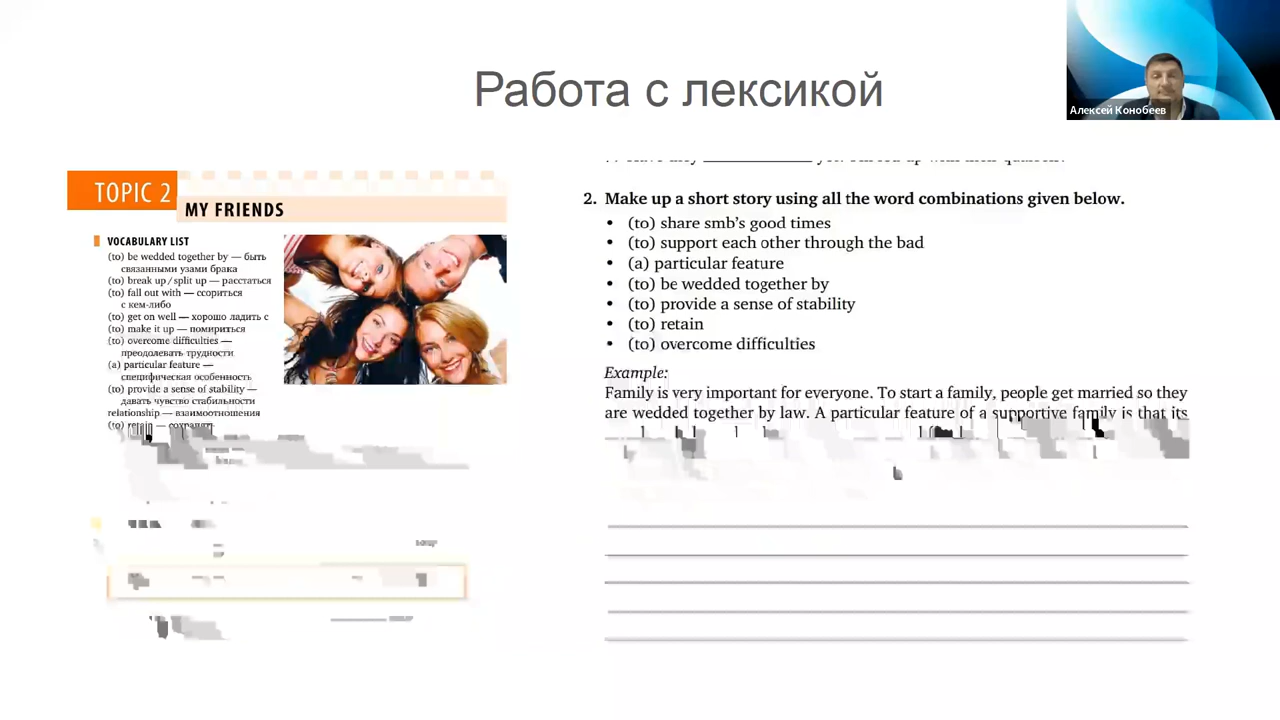 Работа с лексикой
Алексей Конобеев
TOPIC 2
MY FRIENDS
VOCABULARY LIST
(to) be wedded together by — быть
связанными узами брака
(to) break up / split up — расстаться
(to) fall out with — ссориться
с кем-либо
(to) get on well — хорошо ладить с
(to) make it up — помириться
(to) overcome difficulties —
преодолевать трудности
(a) particular feature —
специфическая особенность
(to) provide a sense of stability —
давать чувство стабильности
relationship — взаимоотношения
(to) retain — сохранять
2. Make up a short story using all the word combinations given below.
• (to) share smb's good times
• (to) support each other through the bad
• (a) particular feature
• (to) be wedded together by
• (to) provide a sense of stability
• (to) retain
• (to) overcome difficulties
Example:
Family is very important for everyone. To start a family, people get married so they
are wedded together by law. A particular feature of a supportive family is that its